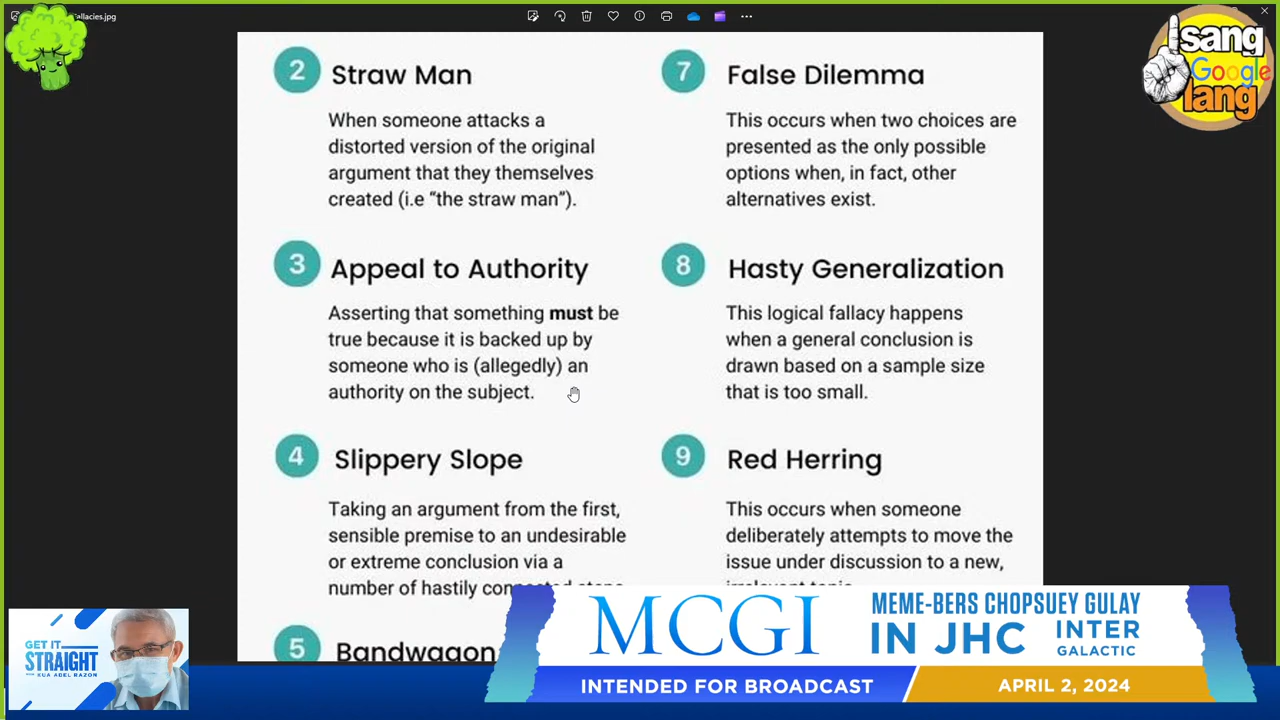 allacies.jpg
Isang
Google
lang
2
Straw Man
When someone attacks a
distorted version of the original
argument that they themselves
created (i.e “the straw man”).
3
Appeal to Authority
Asserting that something must be
true because it is backed up by
someone who is (allegedly) an
authority on the subject.
4
Slippery Slope
Taking an argument from the first,
sensible premise to an undesirable
or extreme conclusion via a
number of hastily
5
Bandwagon
7
False Dilemma
This occurs when two choices are
presented as the only possible
options when, in fact, other
alternatives exist.
8
Hasty Generalization
This logical fallacy happens
when a general conclusion is
drawn based on a sample size
that is too small.
9
Red Herring
This occurs when someone
deliberately attempts to move the
issue under discussion to a new,
GET IT
STRAIGHT
WITH KUA ADEL RAZON
MCGI
MEME-BERS CHOPSUEY GULAY
IN JHC
INTER
GALACTIC
INTENDED FOR BROADCAST
APRIL 2, 2024